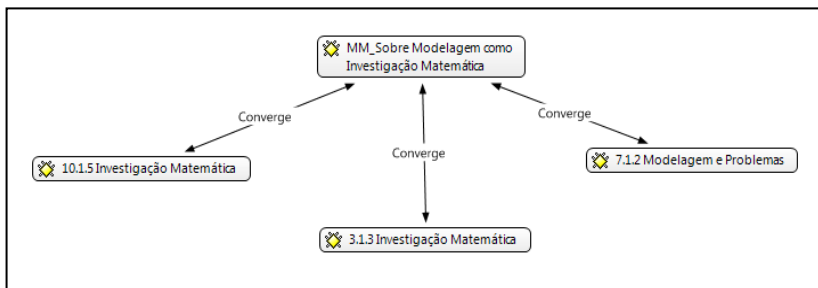 MM_Sobre Modelagem como
Investigação Matemática
Converge
Converge
Converge
10.1.5 Investigação Matemática
7.1.2 Modelagem e Problemas
3.1.3 Investigação Matemática